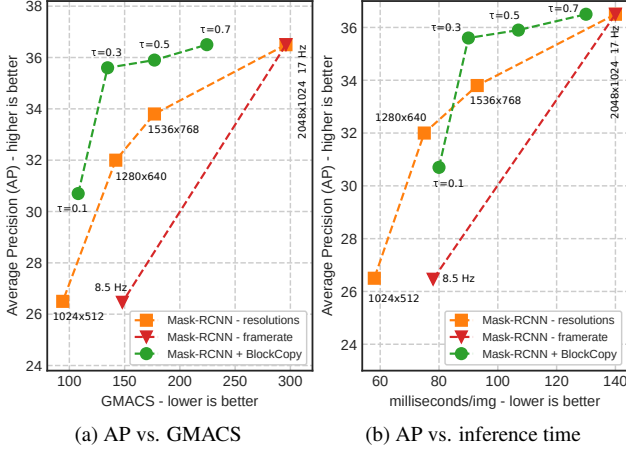 Average Precision (AP) - higher is better
38
36
34
32
30
28
26
24
100
150
200
250
300
GMACS - lower is better
τ=0.1
τ=0.3
τ=0.5
τ=0.7
1024x512
1280x640
1536x768
2048x1024 17 Hz
8.5 Hz
Mask-RCNN - resolutions
Mask-RCNN - framerate
Mask-RCNN + BlockCopy
(a) AP vs. GMACS
Average Precision (AP) - higher is better
36
34
32
30
28
26
24
60
80
100
120
140
milliseconds/img - lower is better
τ=0.1
τ=0.3
τ=0.5
τ=0.7
1024x512
1280x640
1536x768
2048x1024 17 Hz
8.5 Hz
Mask-RCNN - resolutions
Mask-RCNN - framerate
Mask-RCNN + BlockCopy
(b) AP vs. inference time